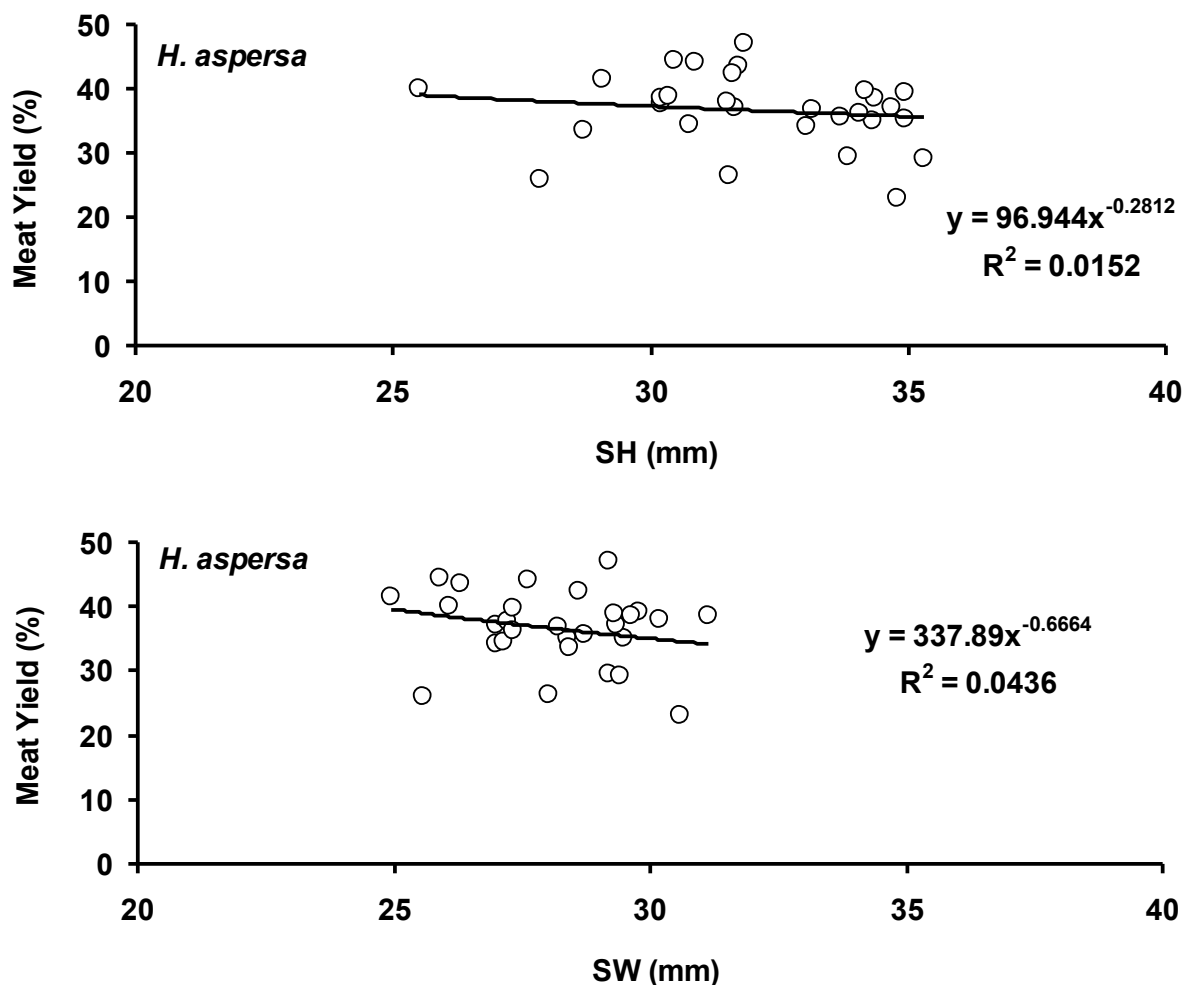 50
40
30
20
10
0
Meat Yield (%)
H. aspersa
y = 96.944x^-0.2812
R² = 0.0152
20 25 30 35 40
SH (mm)
50
40
30
20
10
0
Meat Yield (%)
H. aspersa
y = 337.89x^-0.6664
R² = 0.0436
20 25 30 35 40
SW (mm)